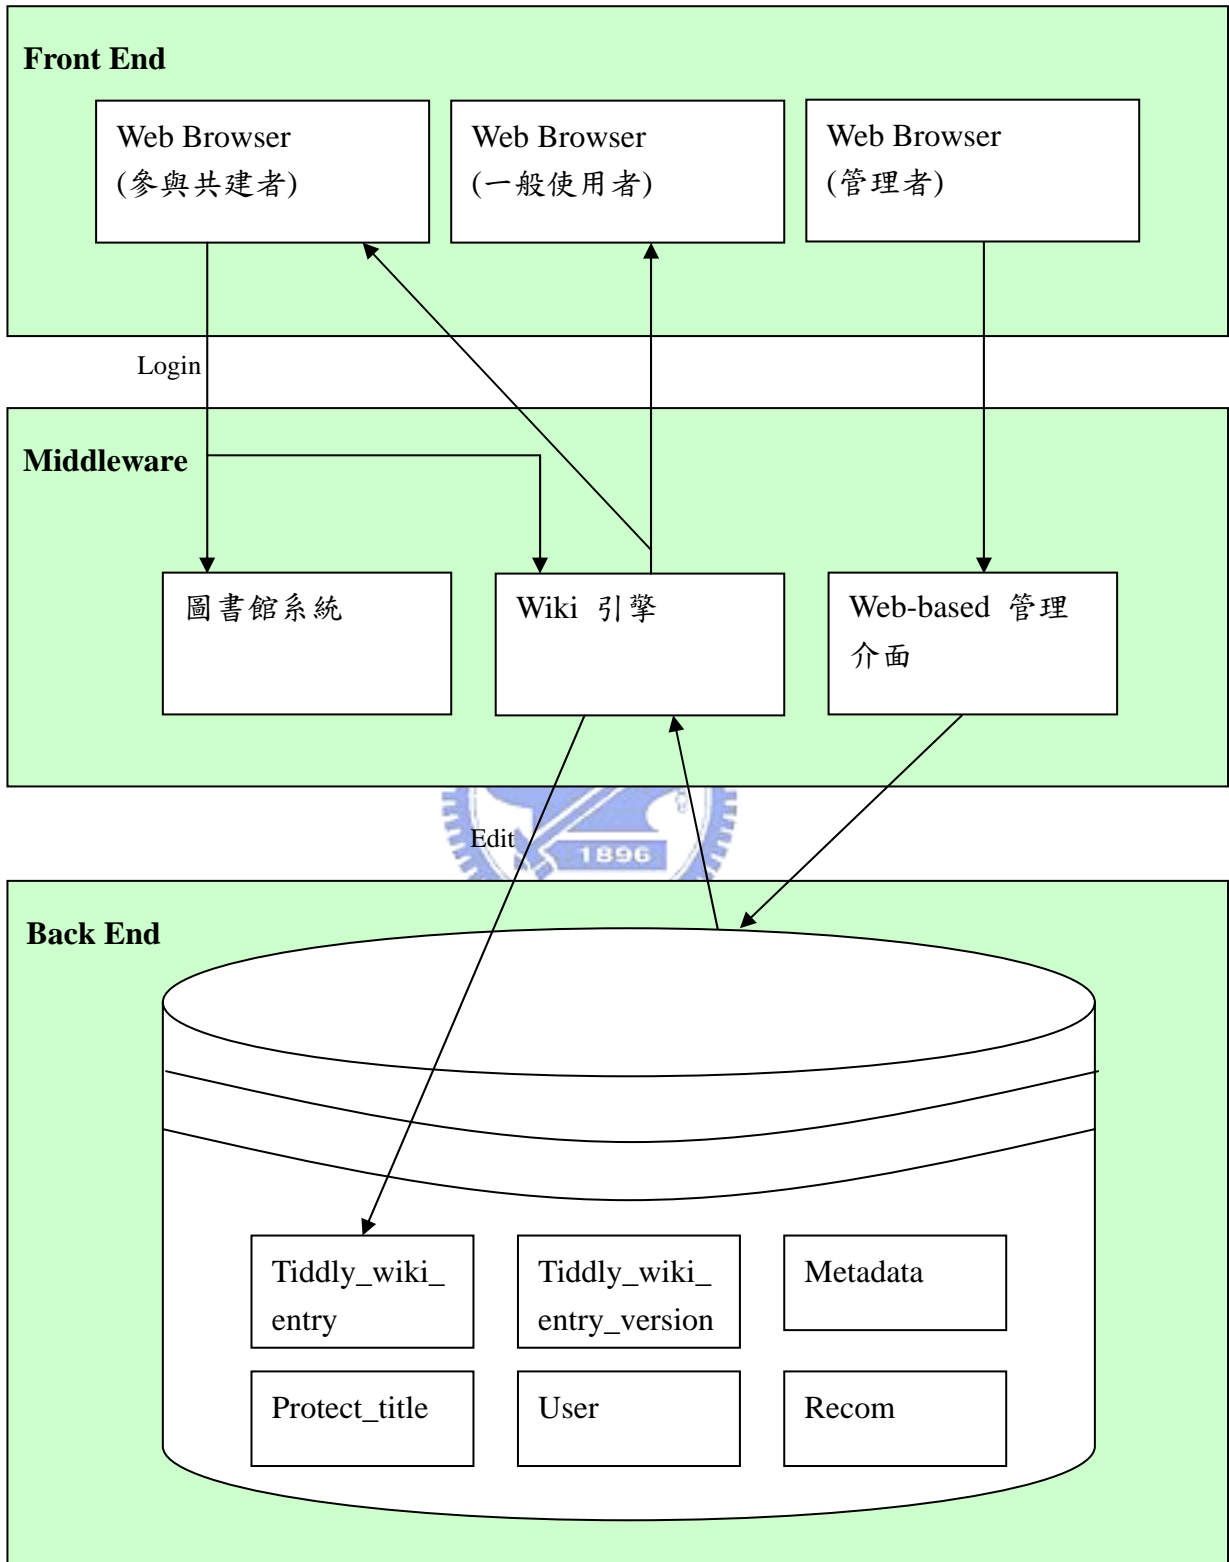 Front End
Web Browser
(參與共建者)
Web Browser
(一般使用者)
Web Browser
(管理者)
Login
Middleware
圖書館系統
Wiki 引擎
Web-based 管理
介面
Edit
1896
Back End
Tiddly_wiki_
entry
Tiddly_wiki_
entry_version
Metadata
Protect_title
User
Recom